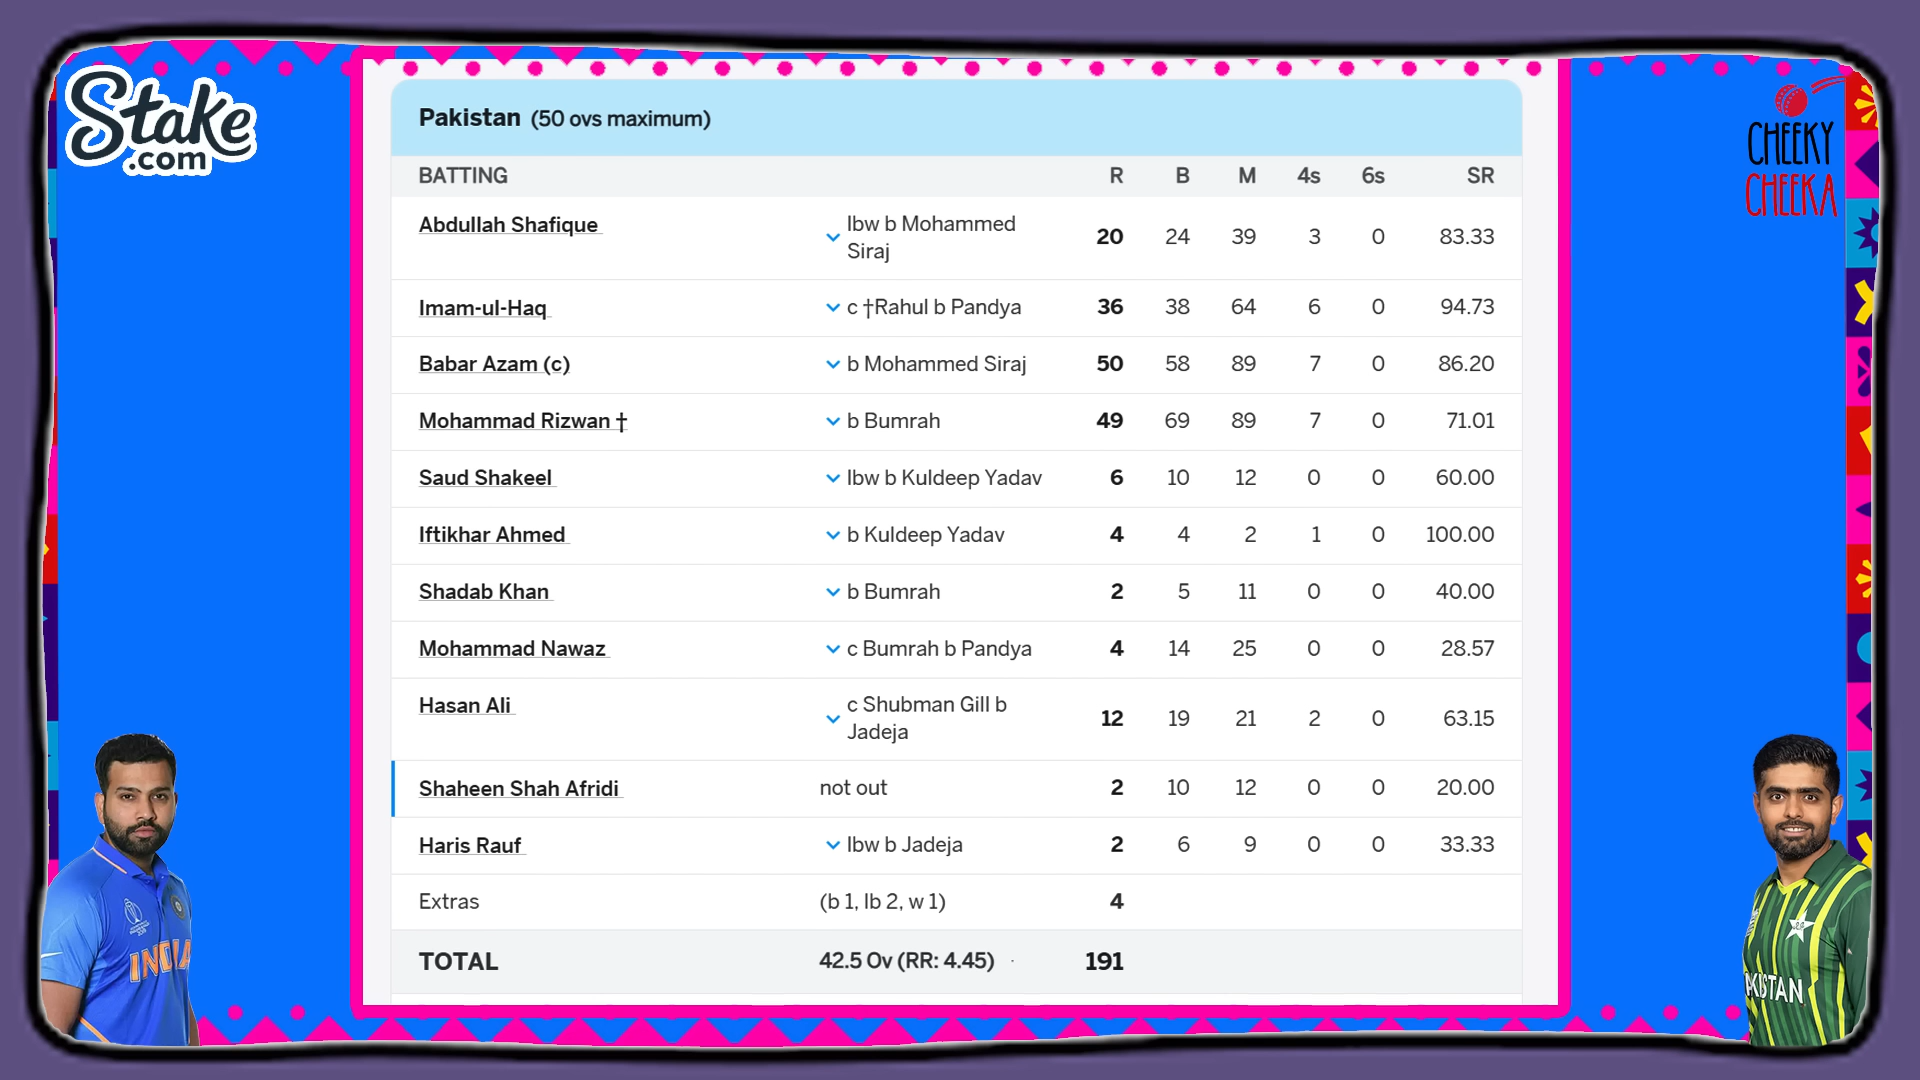 Stake
.com
CHEEKY
CHEEKA
Pakistan (50 ovs maximum)
BATTING R B M 4s 6s SR
Abdullah Shafique lbw b Mohammed Siraj 20 24 39 3 0 83.33
Imam-ul-Haq c †Rahul b Pandya 36 38 64 6 0 94.73
Babar Azam (c) b Mohammed Siraj 50 58 89 7 0 86.20
Mohammad Rizwan † b Bumrah 49 69 89 7 0 71.01
Saud Shakeel lbw b Kuldeep Yadav 6 10 12 0 0 60.00
Iftikhar Ahmed b Kuldeep Yadav 4 4 2 1 0 100.00
Shadab Khan b Bumrah 2 5 11 0 0 40.00
Mohammad Nawaz c Bumrah b Pandya 4 14 25 0 0 28.57
Hasan Ali c Shubman Gill b Jadeja 12 19 21 2 0 63.15
Shaheen Shah Afridi not out 2 10 12 0 0 20.00
Haris Rauf lbw b Jadeja 2 6 9 0 0 33.33
Extras (b 1, lb 2, w 1) 4
TOTAL 42.5 Ov (RR: 4.45) 191
INDIA
KISTAN